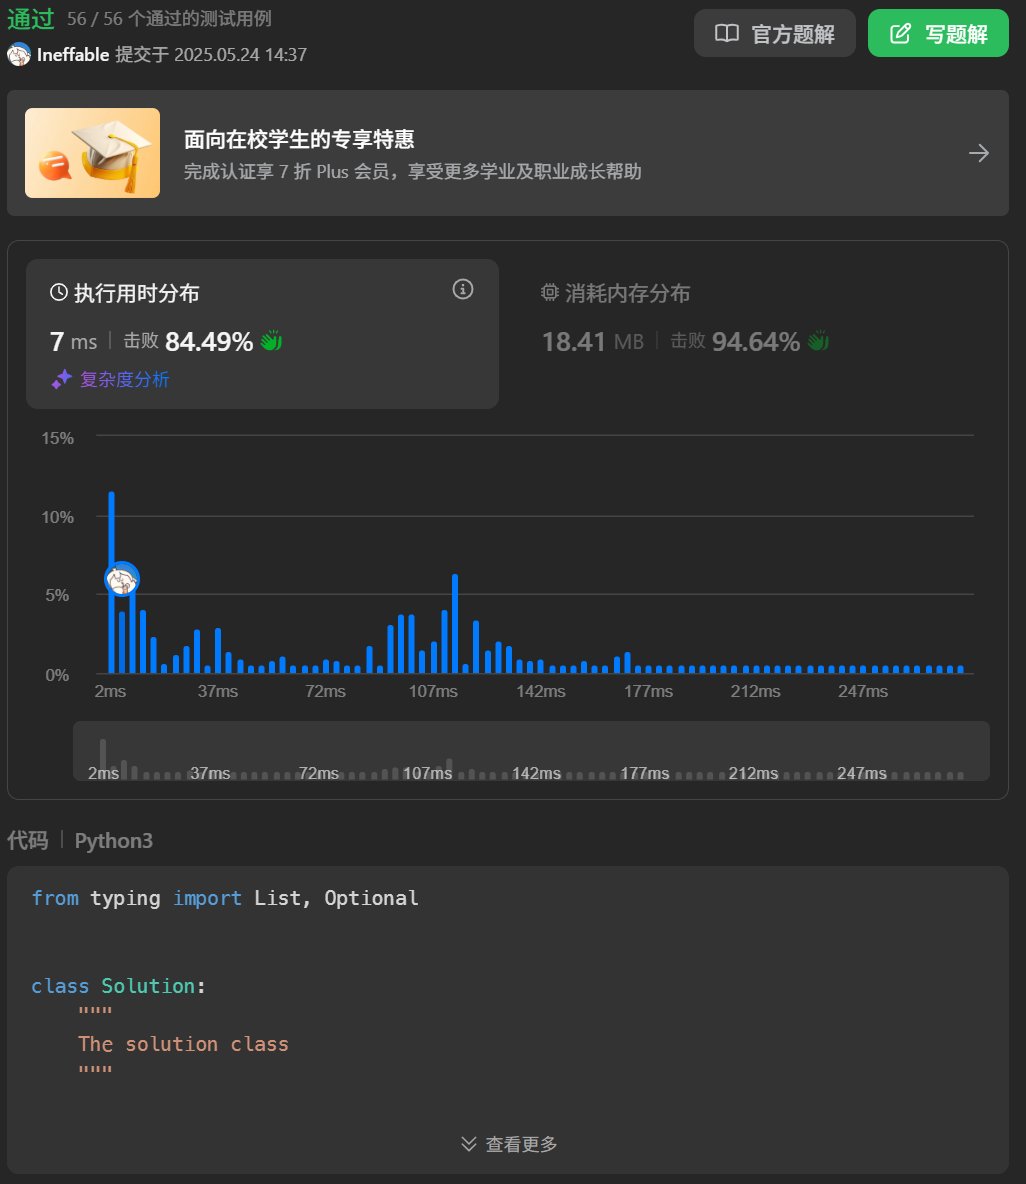 通过 56 / 56 个通过的测试用例
官方题解
写题解
Ineffable 提交于 2025.05.24 14:37
面向在校学生的专享特惠
完成认证享 7 折 Plus 会员，享受更多学业及职业成长帮助
执行用时分布
7 ms 击败 84.49%
复杂度分析
消耗内存分布
18.41 MB 击败 94.64%
15%
10%
5%
0%
2ms 37ms 72ms 107ms 142ms 177ms 212ms 247ms
2ms 37ms 72ms 107ms 142ms 177ms 212ms 247ms
代码 Python3
from typing import List, Optional
class Solution:
"""
The solution class
"""
查看更多